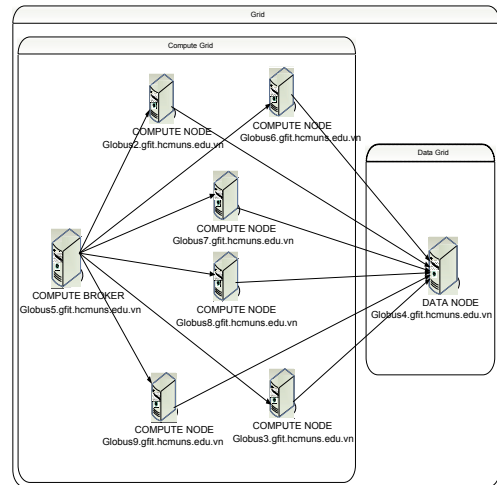 Grid
Compute Grid
COMPUTE NODE
Globus2.gfit.hcmuns.edu.vn
COMPUTE NODE
Globus6.gfit.hcmuns.edu.vn
Data Grid
COMPUTE NODE
Globus7.gfit.hcmuns.edu.vn
COMPUTE BROKER
Globus5.gfit.hcmuns.edu.vn
COMPUTE NODE
Globus8.gfit.hcmuns.edu.vn
DATA NODE
Globus4.gfit.hcmuns.edu.vn
COMPUTE NODE
Globus9.gfit.hcmuns.edu.vn
COMPUTE NODE
Globus3.gfit.hcmuns.edu.vn